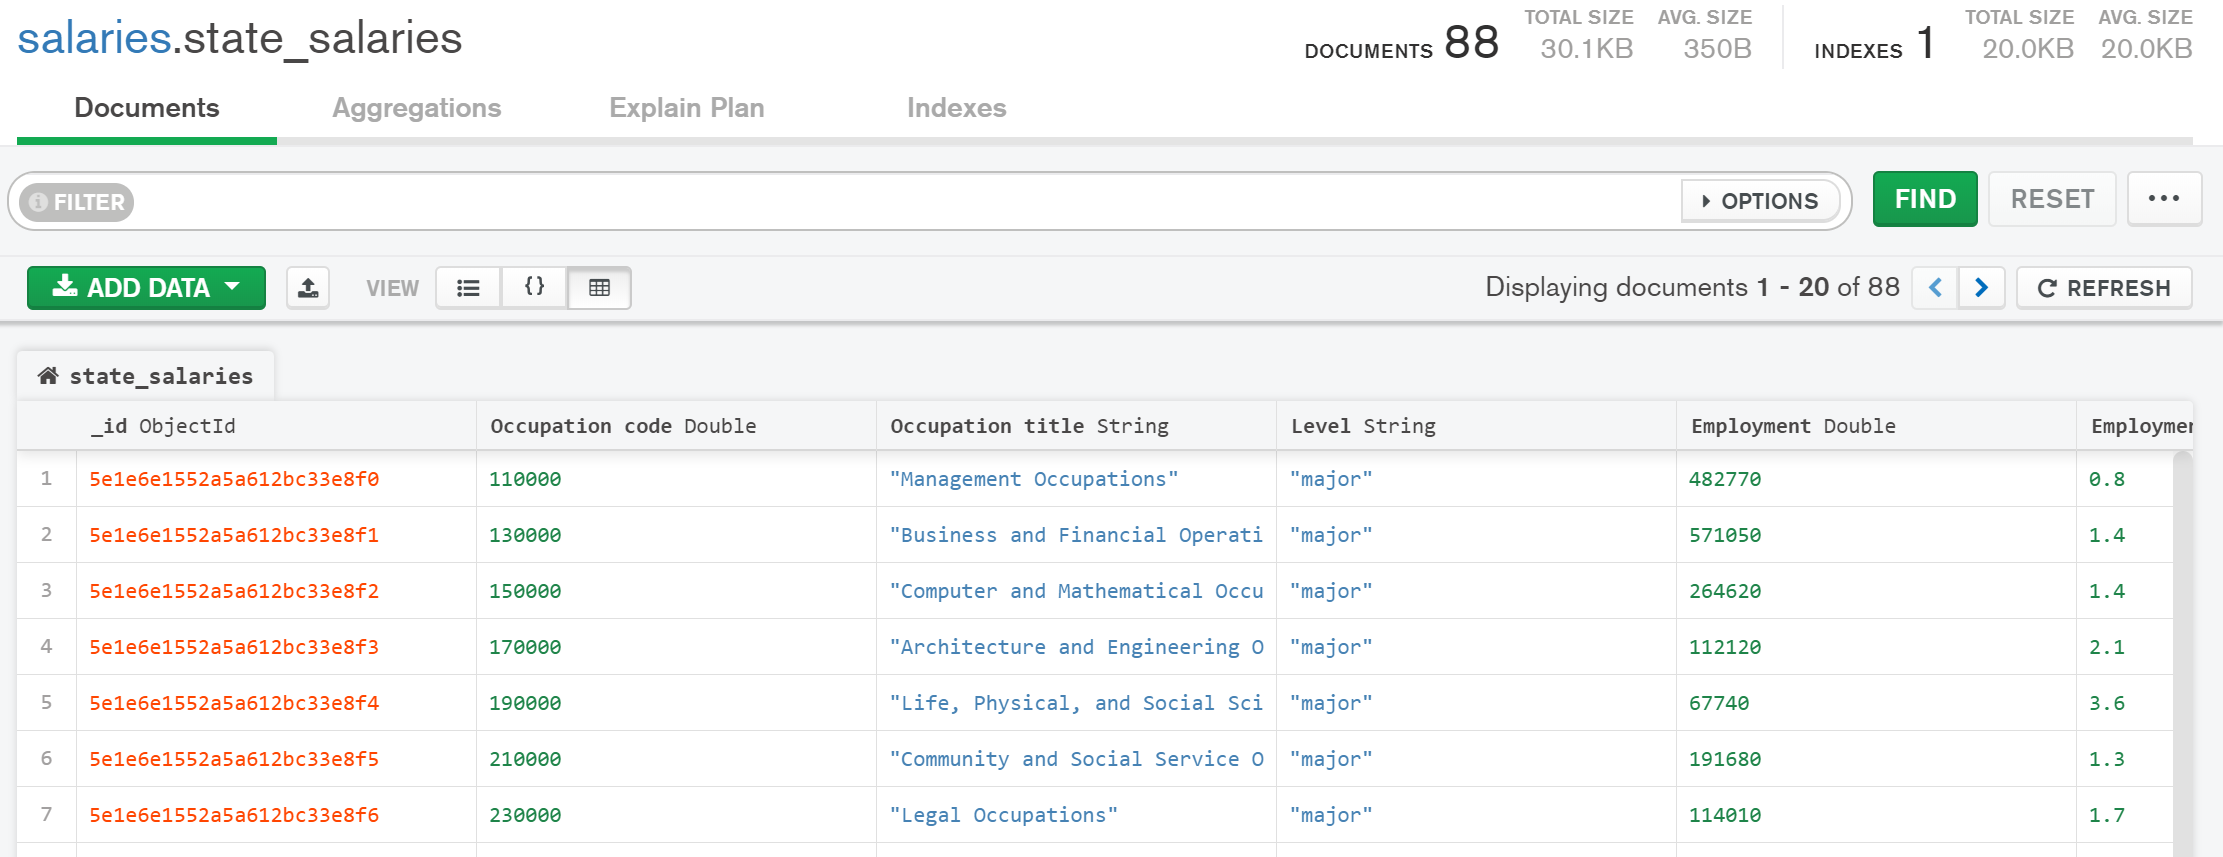 salaries.state_salaries
DOCUMENTS 88 TOTAL SIZE 30.1KB AVG. SIZE 350B INDEXES 1 TOTAL SIZE 20.0KB AVG. SIZE 20.0KB
Documents Aggregations Explain Plan Indexes
FILTER OPTIONS FIND RESET ...
ADD DATA VIEW {} Displaying documents 1 - 20 of 88 REFRESH
state_salaries
_id ObjectId Occupation code Double Occupation title String Level String Employment Double Employmen
1 5e1e6e1552a5a612bc33e8f0 110000 "Management Occupations" "major" 482770 0.8
2 5e1e6e1552a5a612bc33e8f1 130000 "Business and Financial Operati "major" 571050 1.4
3 5e1e6e1552a5a612bc33e8f2 150000 "Computer and Mathematical Occu "major" 264620 1.4
4 5e1e6e1552a5a612bc33e8f3 170000 "Architecture and Engineering O "major" 112120 2.1
5 5e1e6e1552a5a612bc33e8f4 190000 "Life, Physical, and Social Sci "major" 67740 3.6
6 5e1e6e1552a5a612bc33e8f5 210000 "Community and Social Service O "major" 191680 1.3
7 5e1e6e1552a5a612bc33e8f6 230000 "Legal Occupations" "major" 114010 1.7